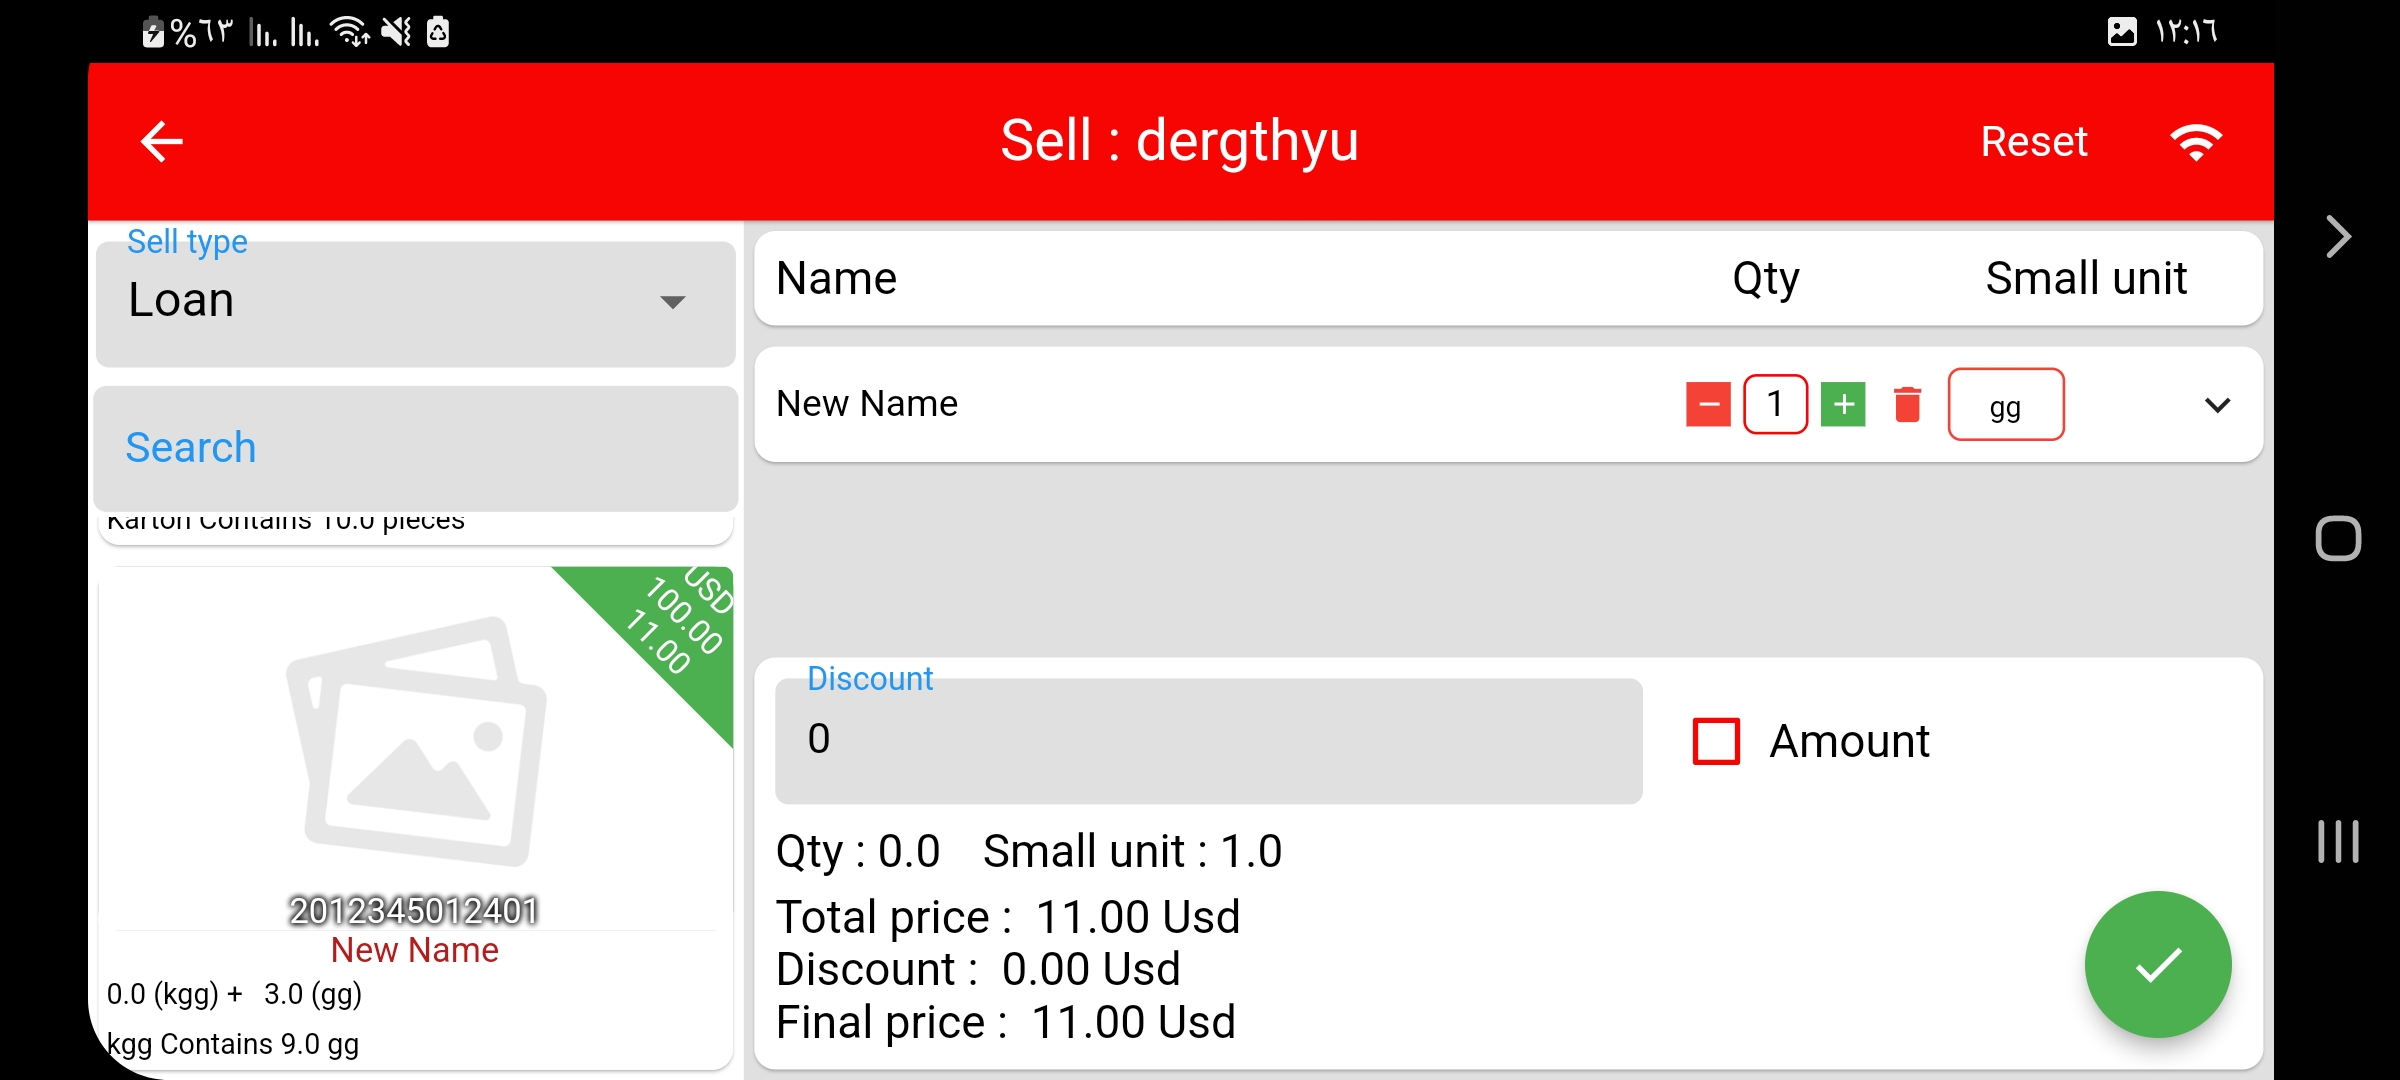 %٦٣
١٢:١٦
Sell : dergthyu
Reset
Sell type
Loan
Search
Karton Contains 10.0 pieces
USD
100.00
11.00
2012345012401
New Name
0.0 (kgg) + 3.0 (gg)
kgg Contains 9.0 gg
Name Qty Small unit
New Name 1 gg
Discount
0
Amount
Qty : 0.0 Small unit : 1.0
Total price : 11.00 Usd
Discount : 0.00 Usd
Final price : 11.00 Usd